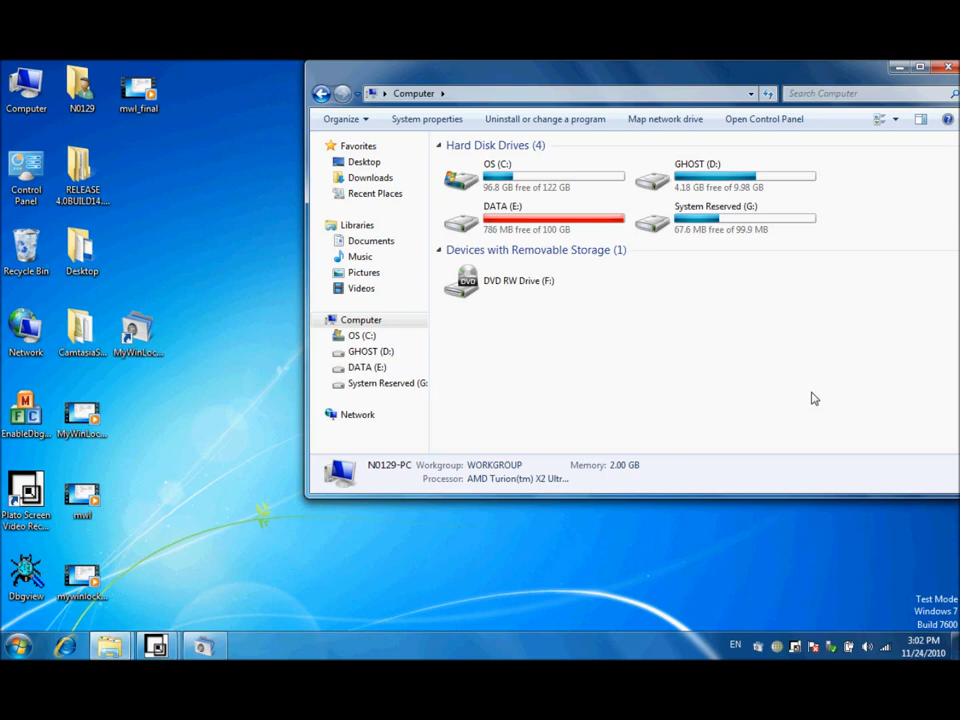 Computer
N0129
mwl_final
Control
Panel
RELEASE
4.0BUILD14....
Recycle Bin
Desktop
Network
CamtasiaS...
MyWinLoc...
EnableDbg...
MyWinLoc...
Plato Screen
Video Rec...
mwl
Dbgview
mywinlock...
Computer
Search Computer
Organize
System properties
Uninstall or change a program
Map network drive
Open Control Panel
Favorites
Desktop
Downloads
Recent Places
Libraries
Documents
Music
Pictures
Videos
Computer
OS (C:)
GHOST (D:)
DATA (E:)
System Reserved (G:
Network
Hard Disk Drives (4)
OS (C:)
96.8 GB free of 122 GB
GHOST (D:)
4.18 GB free of 9.98 GB
DATA (E:)
786 MB free of 100 GB
System Reserved (G:)
67.6 MB free of 99.9 MB
Devices with Removable Storage (1)
DVD
DVD RW Drive (F:)
N0129-PC Workgroup: WORKGROUP Memory: 2.00 GB
Processor: AMD Turion(tm) X2 Ultr...
Test Mode
Windows 7
Build 7600
EN
3:02 PM
11/24/2010